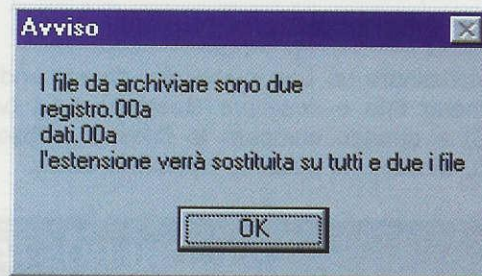 Avviso
I file da archiviare sono due
registro.00a
dati.00a
l'estensione verrà sostituita su tutti e due i file
OK